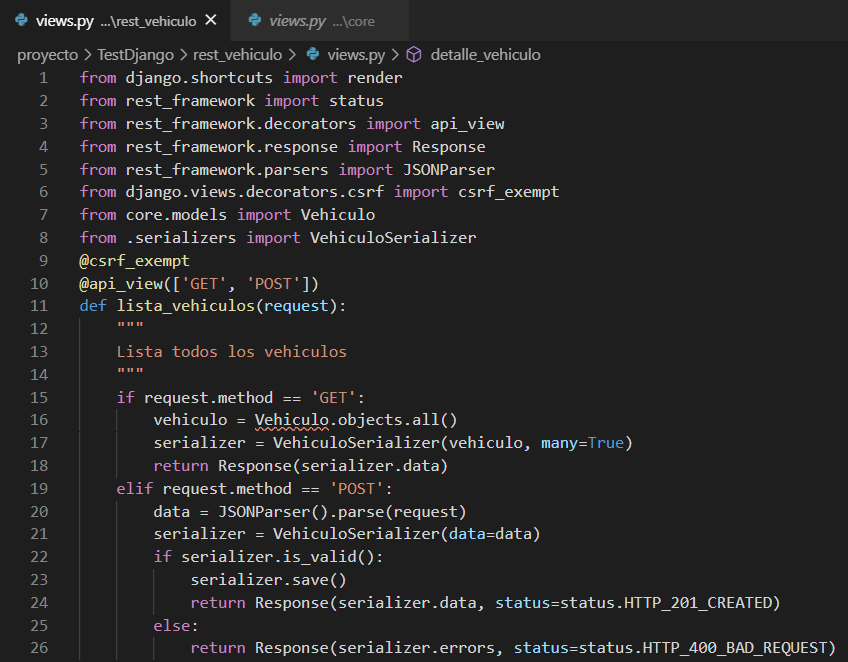 views.py ...\rest_vehiculo × views.py ...\core
proyecto > TestDjango > rest_vehiculo > views.py > detalle_vehiculo
1 from django.shortcuts import render
2 from rest_framework import status
3 from rest_framework.decorators import api_view
4 from rest_framework.response import Response
5 from rest_framework.parsers import JSONParser
6 from django.views.decorators.csrf import csrf_exempt
7 from core.models import Vehiculo
8 from .serializers import VehiculoSerializer
9 @csrf_exempt
10 @api_view(['GET', 'POST'])
11 def lista_vehiculos(request):
12     """
13     Lista todos los vehiculos
14     """
15     if request.method == 'GET':
16         vehiculo = Vehiculo.objects.all()
17         serializer = VehiculoSerializer(vehiculo, many=True)
18         return Response(serializer.data)
19     elif request.method == 'POST':
20         data = JSONParser().parse(request)
21         serializer = VehiculoSerializer(data=data)
22         if serializer.is_valid():
23             serializer.save()
24             return Response(serializer.data, status=status.HTTP_201_CREATED)
25         else:
26             return Response(serializer.errors, status=status.HTTP_400_BAD_REQUEST)